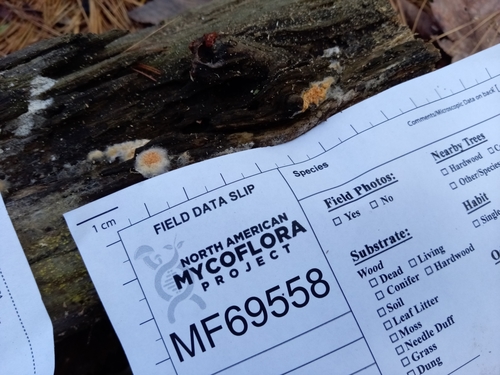 Comments/Microscopic Data on back
1 cm
FIELD DATA SLIP
NORTH AMERICAN
MYCOFLORA
PROJECT
MF69558
Species
Field Photos:
Yes No
Substrate:
Wood
Dead Living
Conifer Hardwood
Soil
Leaf Litter
Moss
Needle Duff
Grass
Dung
Nearby Trees
Hardwood
Other/Species
Habit